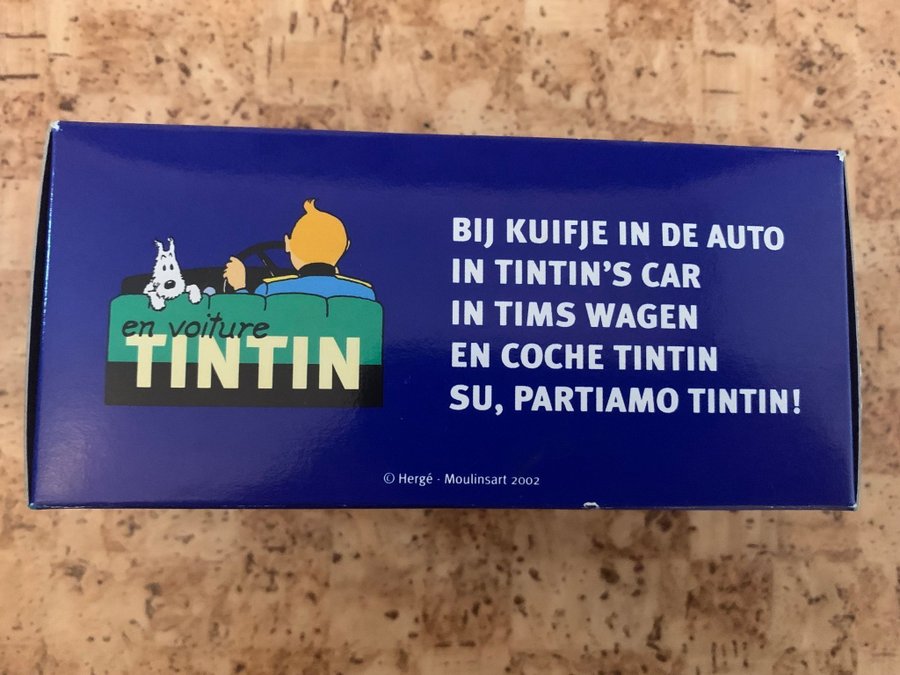 en voiture
TINTIN
BIJ KUIFJE IN DE AUTO
IN TINTIN'S CAR
IN TIMS WAGEN
EN COCHE TINTIN
SU, PARTIAMO TINTIN!
© Hergé - Moulinsart 2002